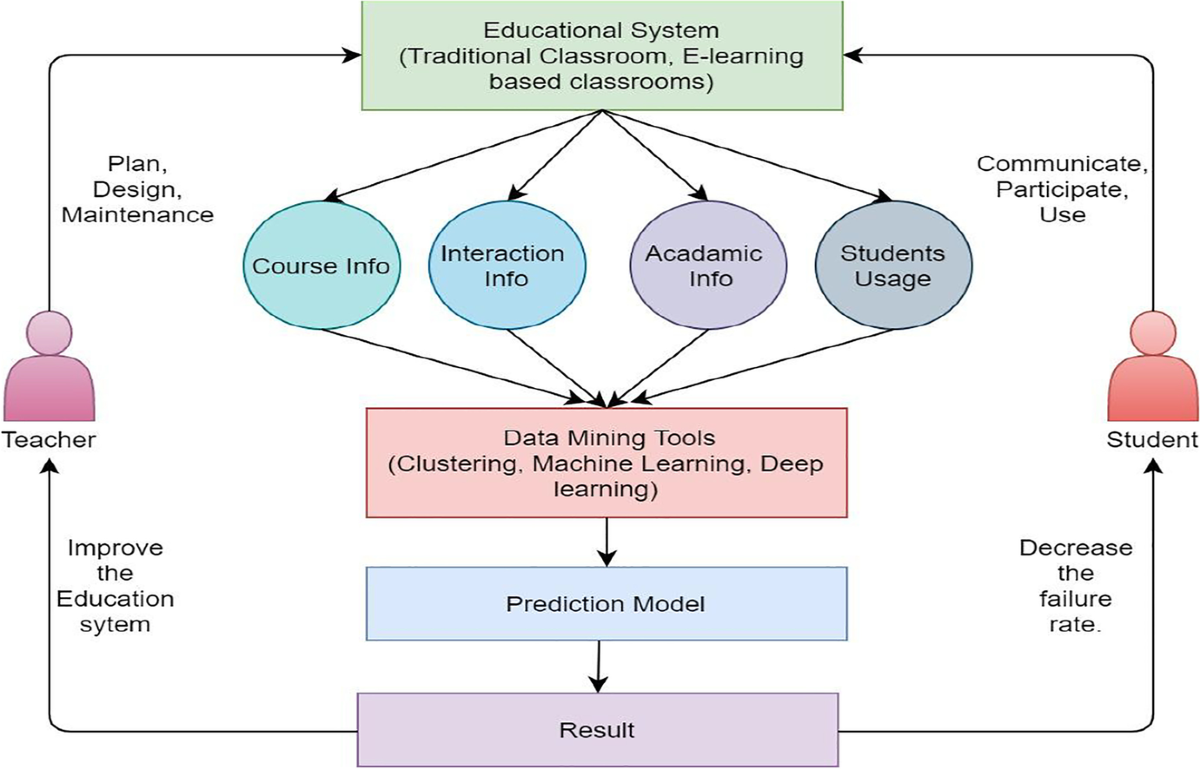 Educational System
(Traditional Classroom, E-learning
based classrooms)
Plan,
Design,
Maintenance
Communicate,
Participate,
Use
Course Info
Interaction
Info
Acadamic
Info
Students
Usage
Teacher
Student
Data Mining Tools
(Clustering, Machine Learning, Deep
learning)
Improve
the
Education
sytem
Decrease
the
failure
rate.
Prediction Model
Result